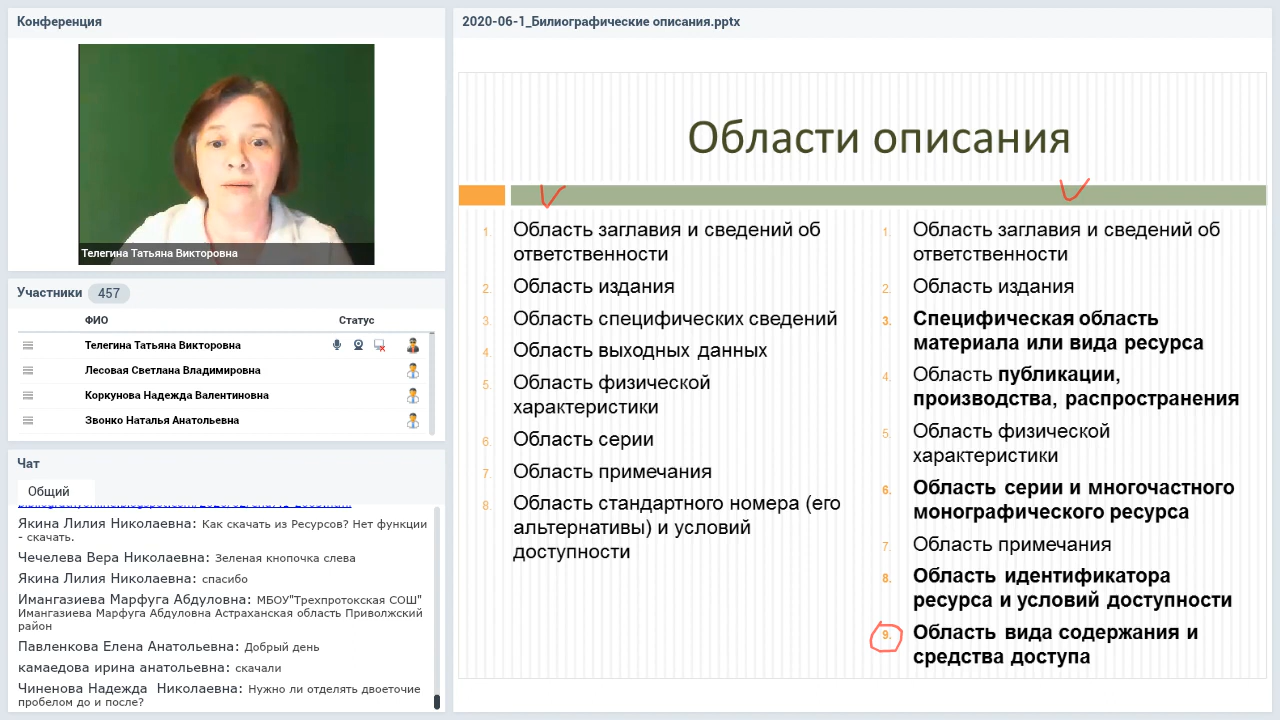 Конференция
Телегина Татьяна Викторовна
Участники 457
ФИО Статус
Телегина Татьяна Викторовна
Лесовая Светлана Владимировна
Коркунова Надежда Валентиновна
Звонко Наталья Анатольевна
Чат
Общий
Якина Лилия Николаевна: Как скачать из Ресурсов? Нет функции
- скачать.
Чечелева Вера Николаевна: Зеленая кнопочка слева
Якина Лилия Николаевна: спасибо
Имангазиева Марфуга Абдуловна: МБОУ"Трехпротокская СОШ"
Имангазиева Марфуга Абдуловна Астраханская область Приволжский
район
Павленкова Елена Анатольевна: Добрый день
камаедова ирина анатольевна: скачали
Чиненова Надежда Николаевна: Нужно ли отделять двоеточие
пробелом до и после?
2020-06-1_Билиографические описания.pptx
Области описания
1. Область заглавия и сведений об
ответственности
2. Область издания
3. Область специфических сведений
4. Область выходных данных
5. Область физической
характеристики
6. Область серии
7. Область примечания
8. Область стандартного номера (его
альтернативы) и условий
доступности
1. Область заглавия и сведений об
ответственности
2. Область издания
3. Специфическая область
материала или вида ресурса
4. Область публикации,
производства, распространения
5. Область физической
характеристики
6. Область серии и многочастного
монографического ресурса
7. Область примечания
8. Область идентификатора
ресурса и условий доступности
9. Область вида содержания и
средства доступа